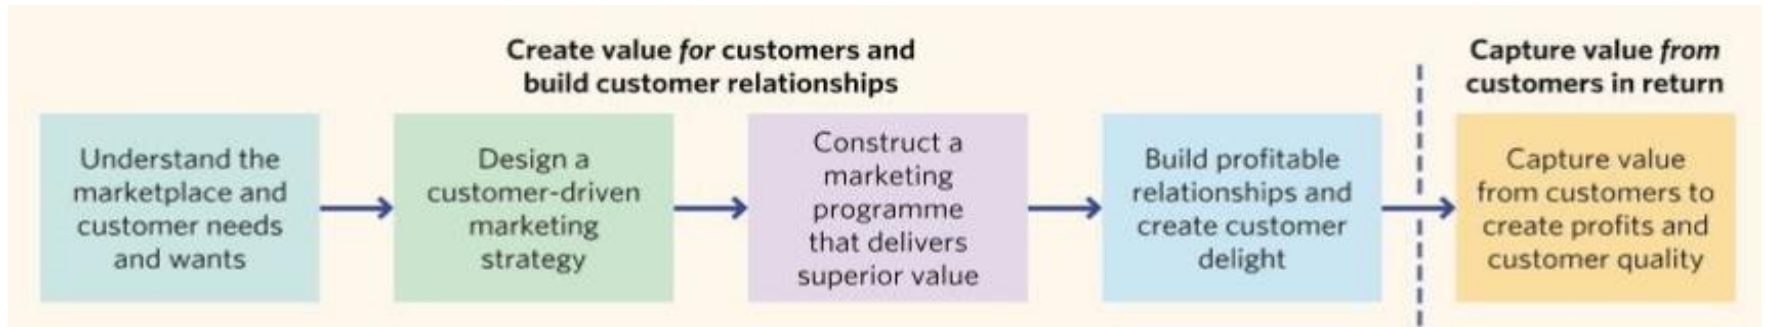 Create value for customers and
build customer relationships
Capture value from
customers in return
Understand the
marketplace and
customer needs
and wants
Design a
customer-driven
marketing
strategy
Construct a
marketing
programme
that delivers
superior value
Build profitable
relationships and
create customer
delight
Capture value
from customers to
create profits and
customer quality